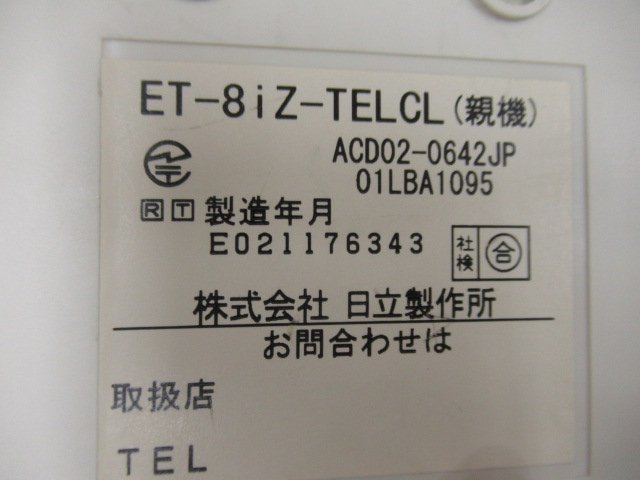 ET-8iZ-TELCL(親機)
ACD02-0642JP
01LBA1095
R T 製造年月
E021176343
社検 合
株式会社 日立製作所
お問合わせは
取扱店
TEL